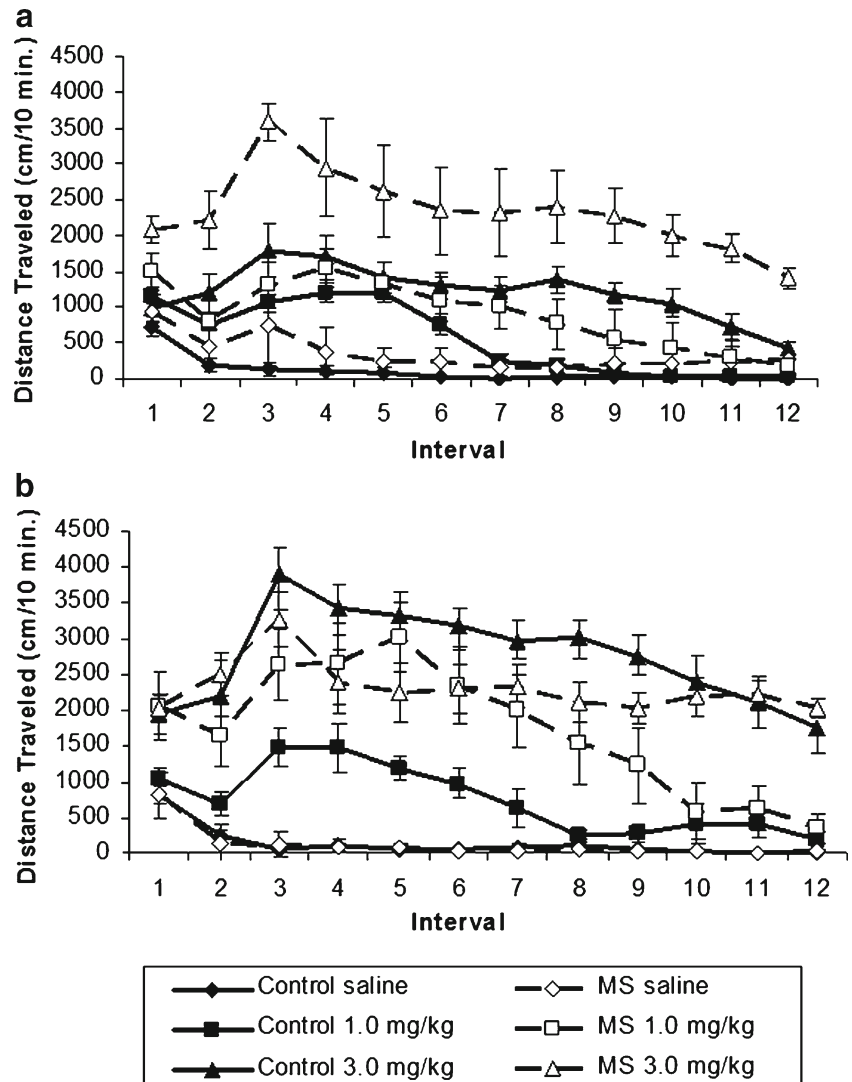 a
Distance Traveled (cm/10 min.)
4500
4000
3500
3000
2500
2000
1500
1000
500
0
1 2 3 4 5 6 7 8 9 10 11 12
Interval
b
Distance Traveled (cm/10 min.)
4500
4000
3500
3000
2500
2000
1500
1000
500
0
1 2 3 4 5 6 7 8 9 10 11 12
Interval
Control saline MS saline
Control 1.0 mg/kg MS 1.0 mg/kg
Control 3.0 mg/kg MS 3.0 mg/kg